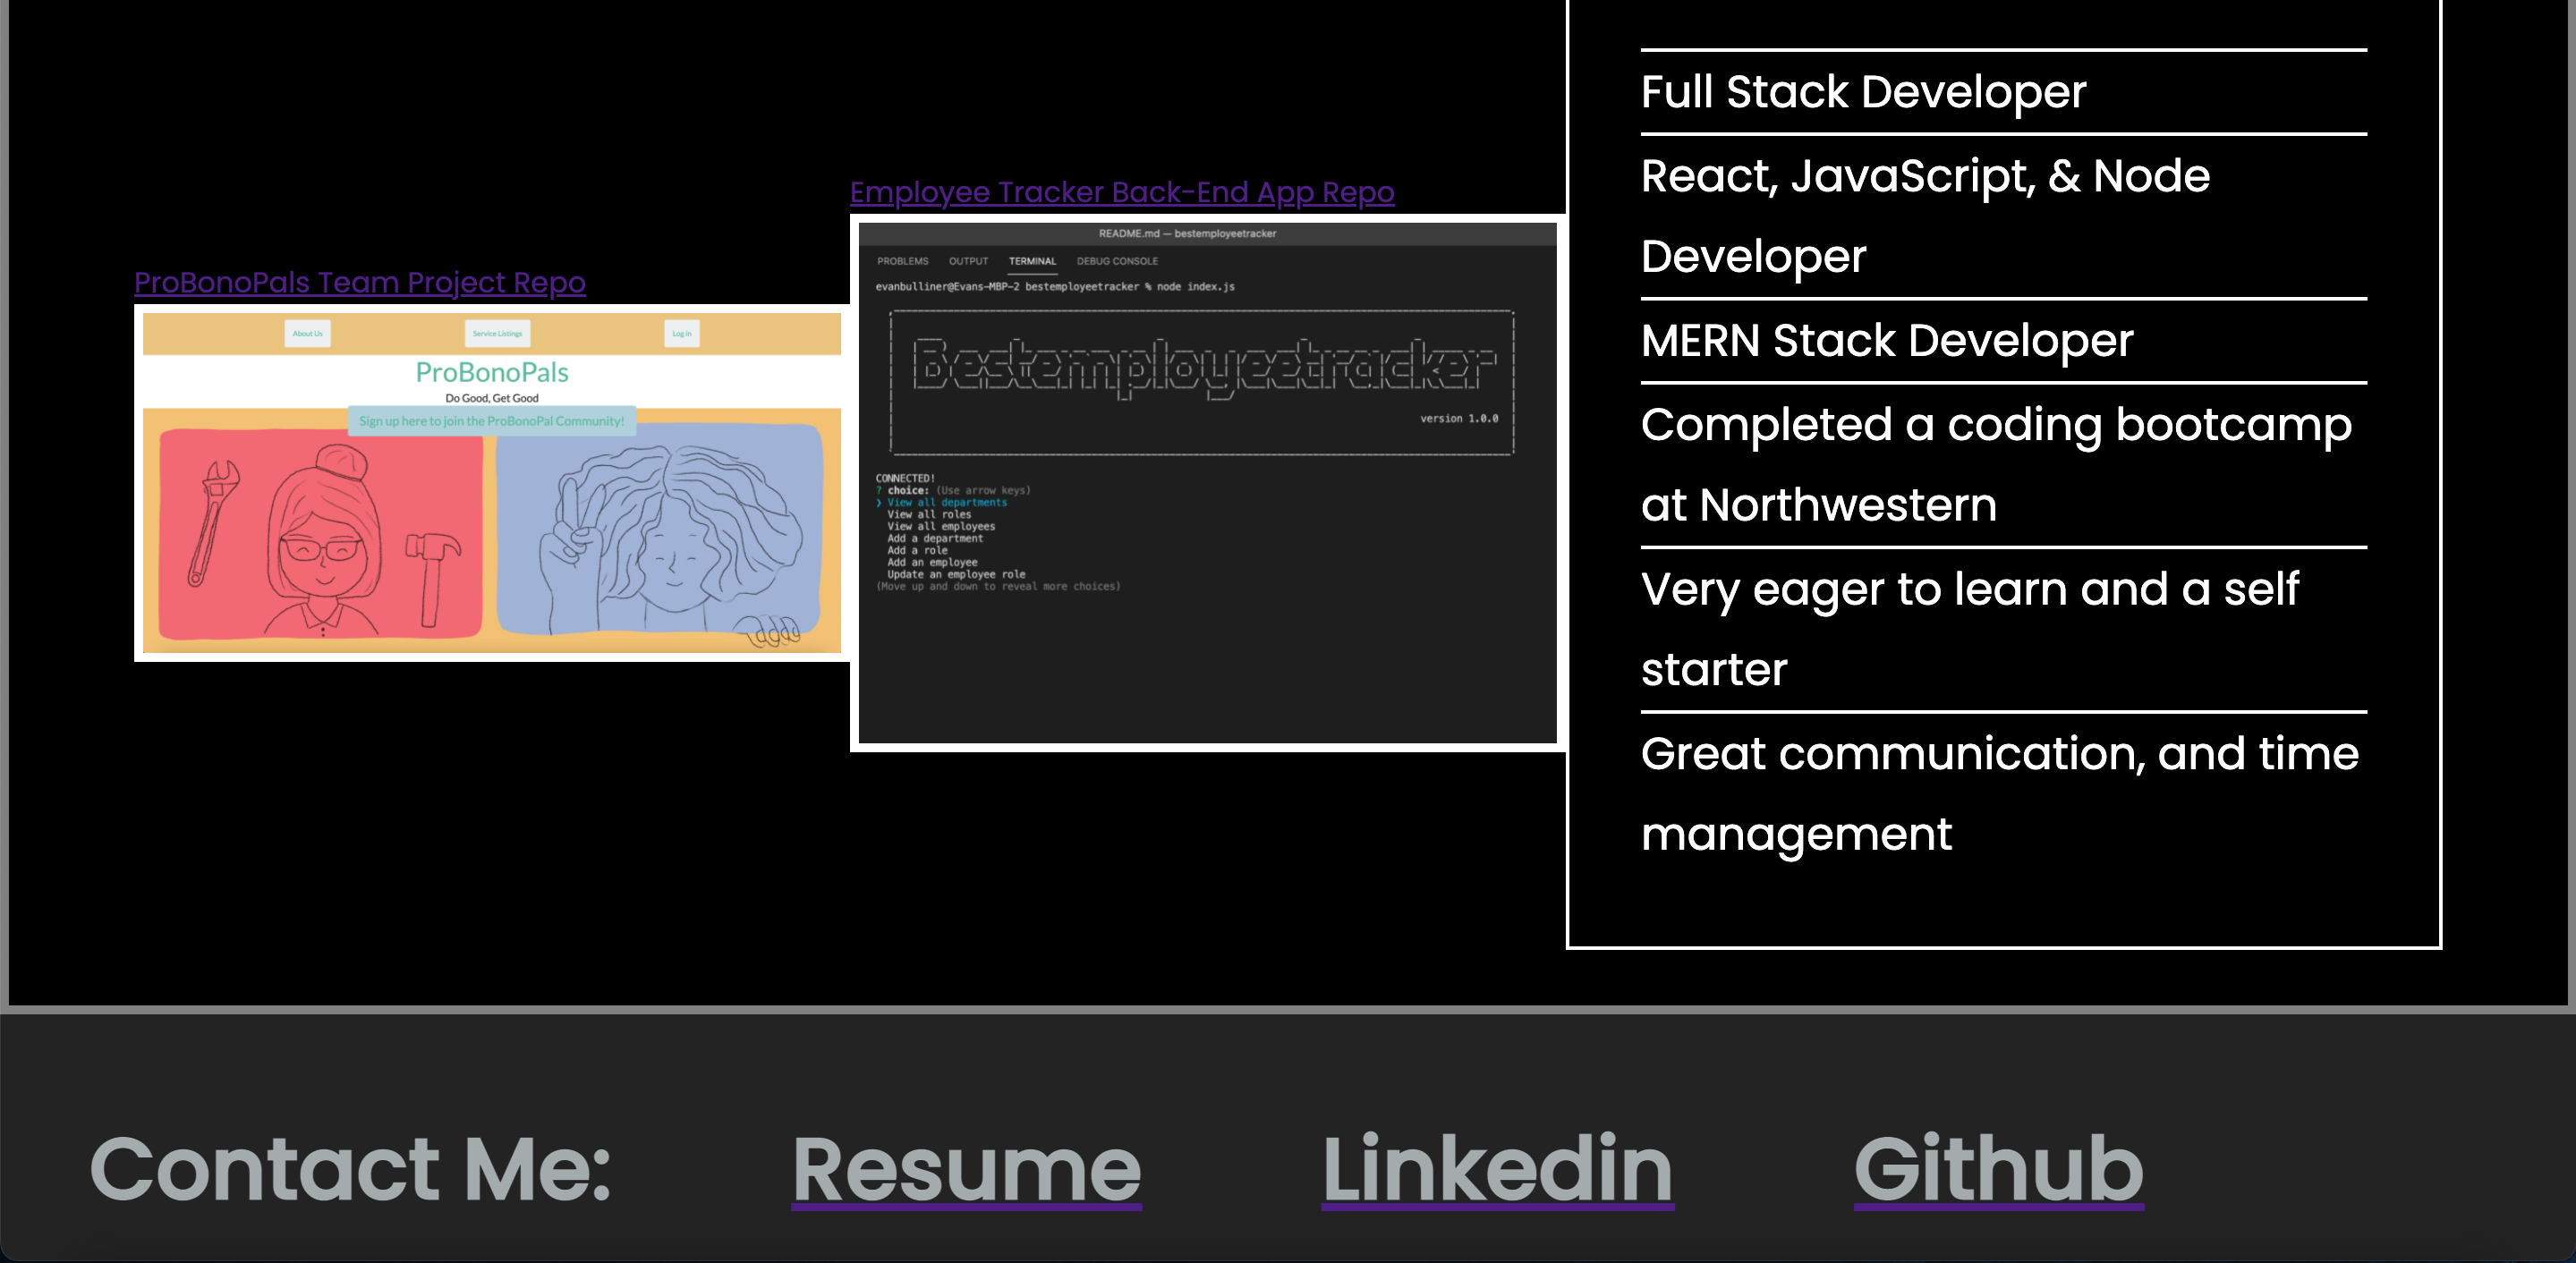 ProBonoPals Team Project Repo
About Us
Service Listings
Log in
ProBonoPals
Do Good, Get Good
Sign up here to join the ProBonoPal Community!
Employee Tracker Back-End App Repo
README.md — bestemployeetracker
PROBLEMS OUTPUT TERMINAL DEBUG CONSOLE
evanbulliner@Evans-MBP-2 bestemployeetracker % node index.js
Bestemployeetracker
version 1.0.0
CONNECTED!
? choice: (Use arrow keys)
❯ View all departments
View all roles
View all employees
Add a department
Add a role
Add an employee
Update an employee role
(Move up and down to reveal more choices)
Full Stack Developer
React, JavaScript, & Node
Developer
MERN Stack Developer
Completed a coding bootcamp
at Northwestern
Very eager to learn and a self
starter
Great communication, and time
management
Contact Me: Resume Linkedin Github